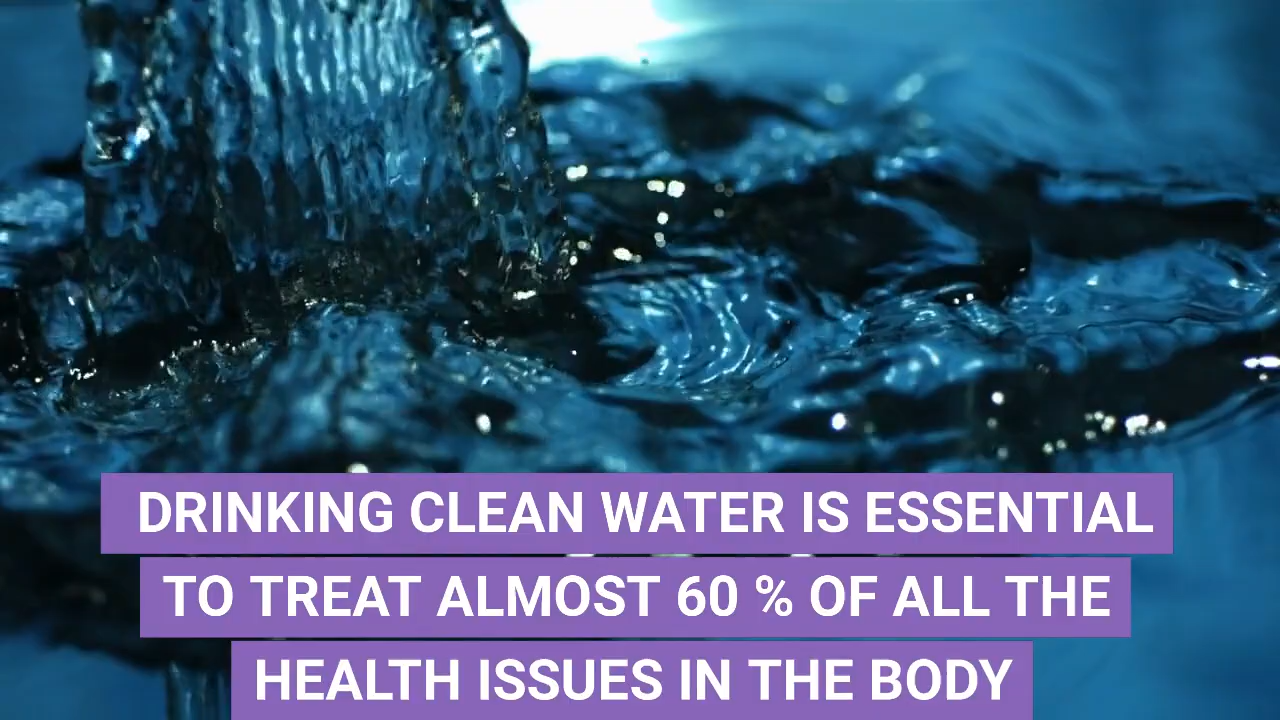 DRINKING CLEAN WATER IS ESSENTIAL
TO TREAT ALMOST 60 % OF ALL THE
HEALTH ISSUES IN THE BODY